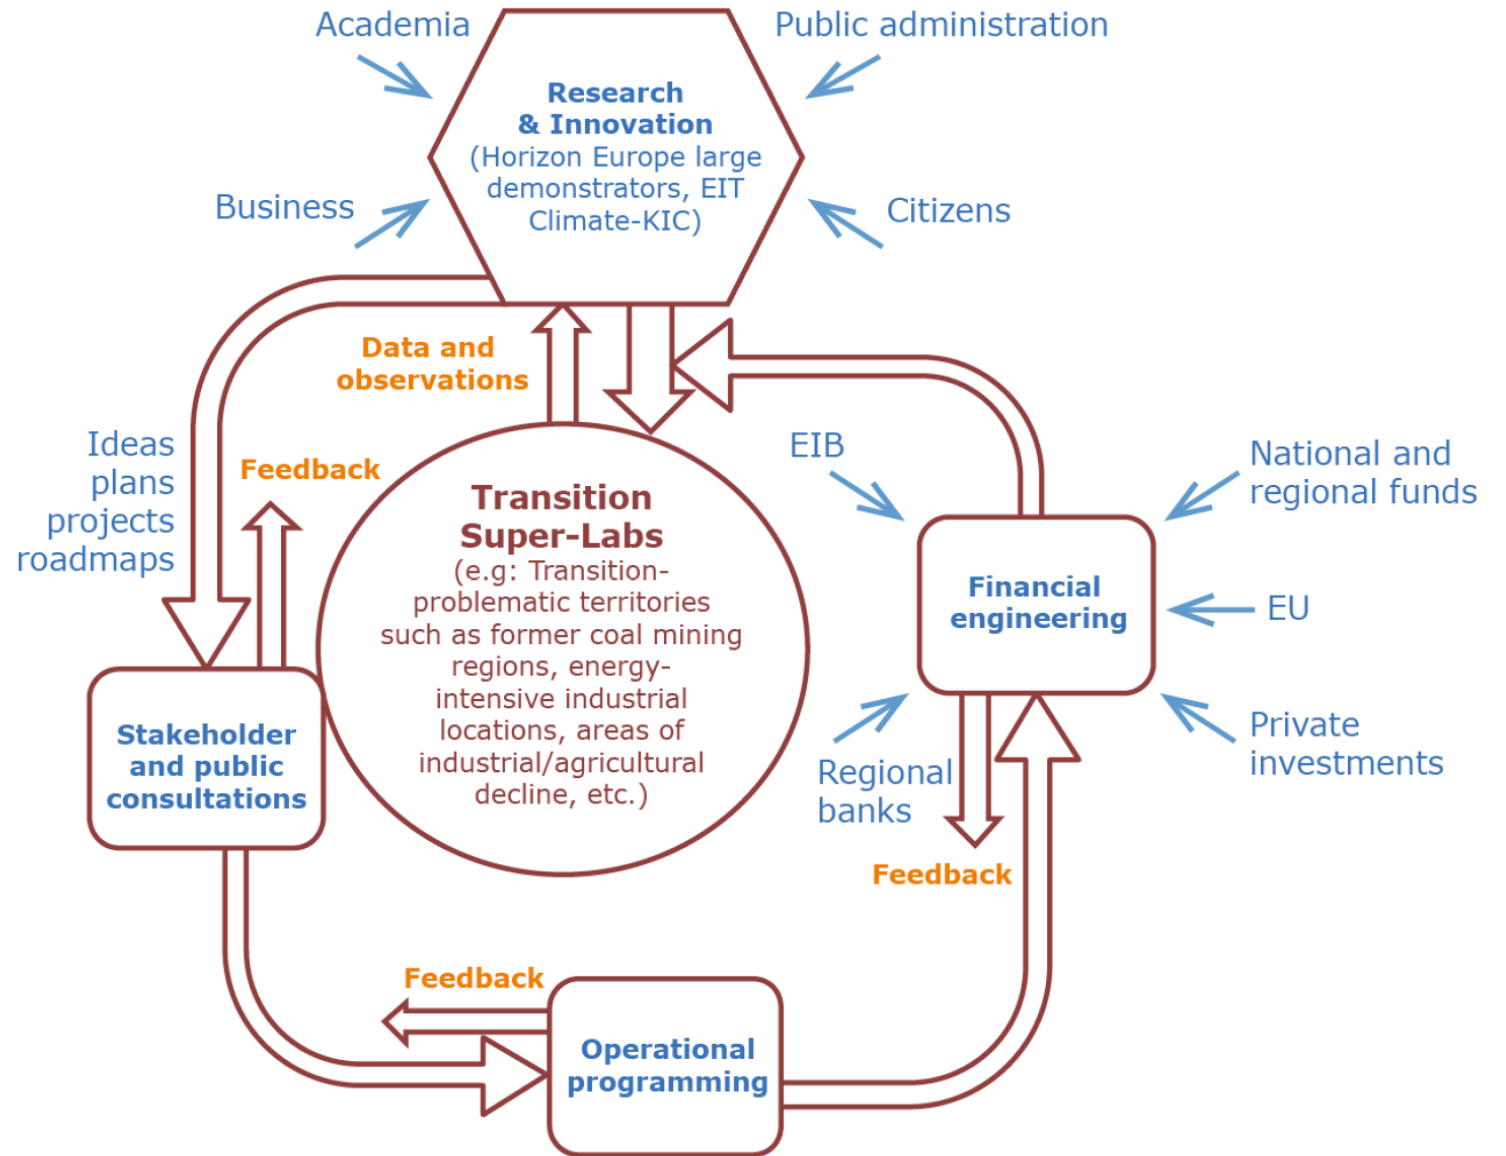 Academia
Public administration
Research
& Innovation
(Horizon Europe large
demonstrators, EIT
Climate-KIC)
Business
Citizens
Data and
observations
Ideas
plans
projects
roadmaps
Feedback
Transition
Super-Labs
(e.g: Transition-
problematic territories
such as former coal mining
regions, energy-
intensive industrial
locations, areas of
industrial/agricultural
decline, etc.)
EIB
National and
regional funds
Financial
engineering
EU
Regional
banks
Private
investments
Feedback
Stakeholder
and public
consultations
Feedback
Operational
programming